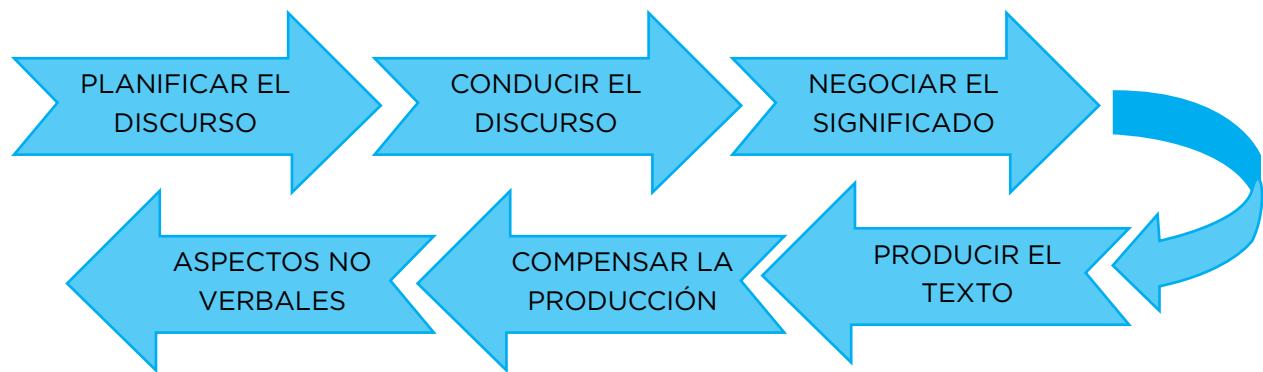 PLANIFICAR EL
DISCURSO
CONDUCIR EL
DISCURSO
NEGOCIAR EL
SIGNIFICADO
PRODUCIR EL
TEXTO
COMPENSAR LA
PRODUCCIÓN
ASPECTOS NO
VERBALES